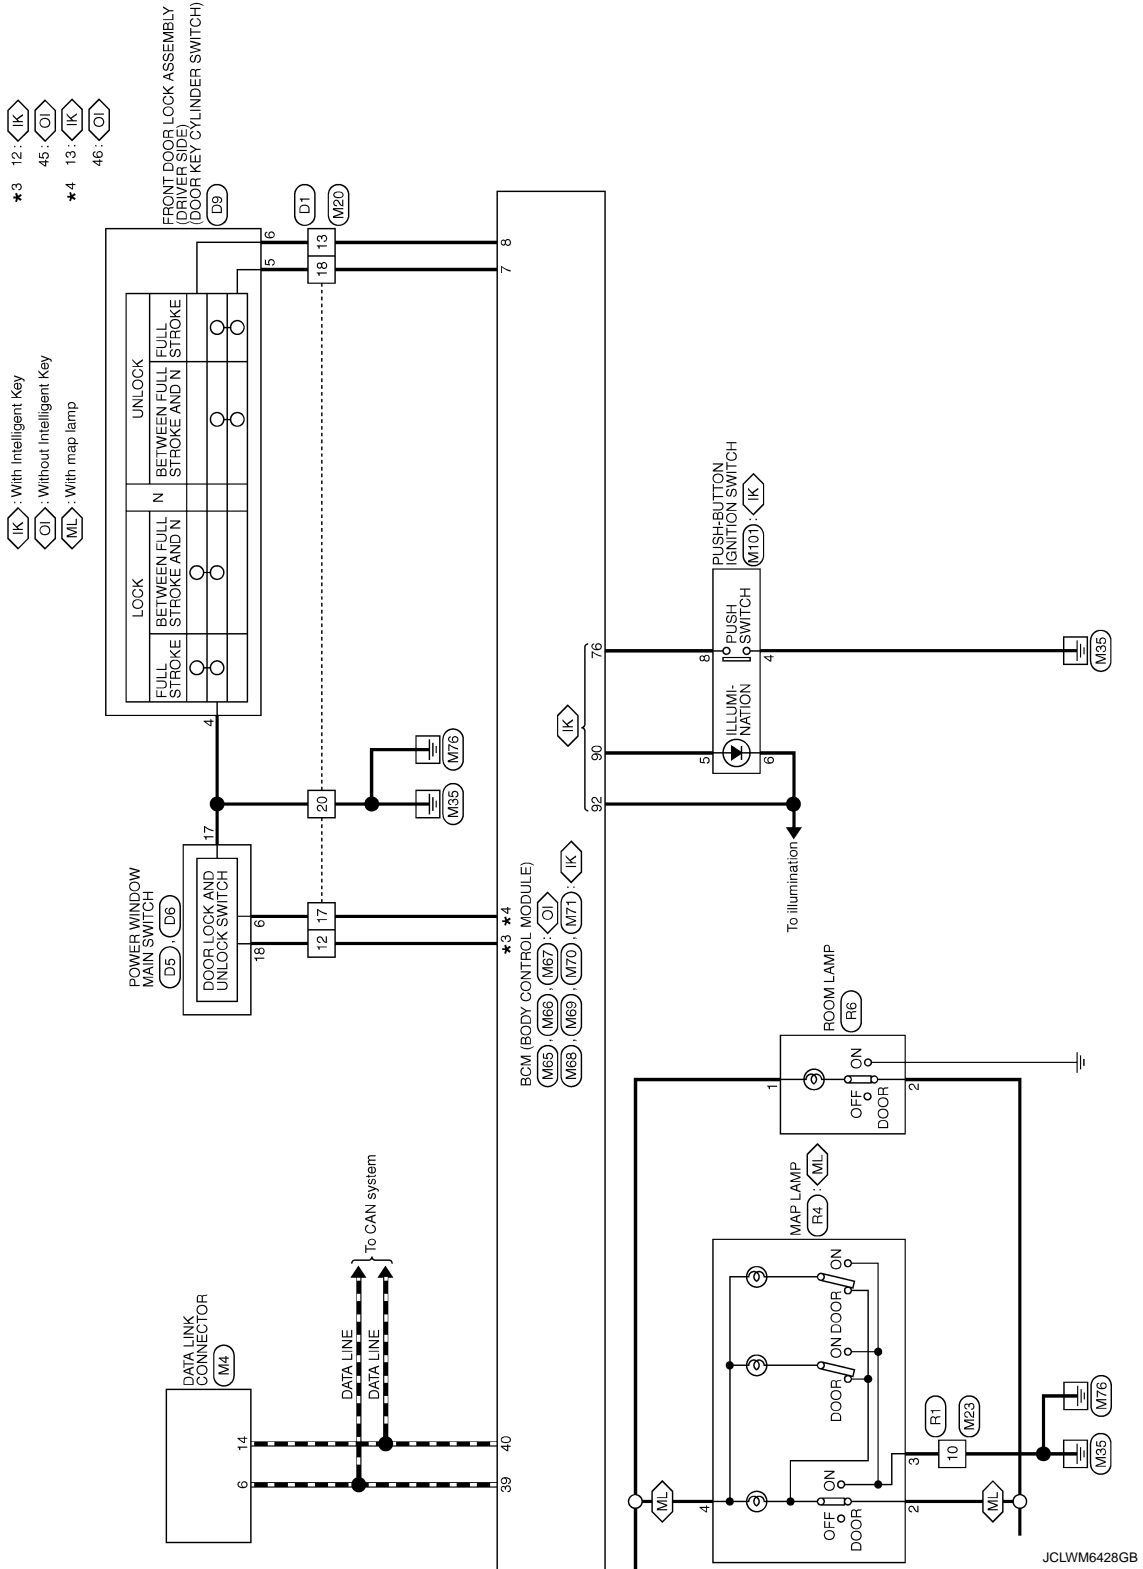 ★3 12 : IK
45 : OI
★4 13 : IK
46 : OI
IK : With Intelligent Key
OI : Without Intelligent Key
ML : With map lamp
FRONT DOOR LOCK ASSEMBLY
(DRIVER SIDE)
(DOOR KEY CYLINDER SWITCH)
D9
LOCK
N
UNLOCK
FULL
STROKE
BETWEEN FULL
STROKE AND N
BETWEEN FULL
STROKE AND N
FULL
STROKE
4
5
6
D1
M20
18
13
7
8
POWER WINDOW
MAIN SWITCH
D5 , D6
DOOR LOCK AND
UNLOCK SWITCH
17
18
6
12
17
20
M35
M76
★3 ★4
DATA LINK
CONNECTOR
M4
6
14
DATA LINE
DATA LINE
To CAN system
39
40
BCM (BODY CONTROL MODULE)
M65 , M66 , M67 : OI
M68 , M69 , M70 , M71 : IK
IK
92
90
76
PUSH-BUTTON
IGNITION SWITCH
M101 : IK
5
8
ILLUMI-
NATION
PUSH
SWITCH
6
4
To illumination
M35
ROOM LAMP
R6
1
OFF
ON
DOOR
2
MAP LAMP
R4 : ML
ML
4
OFF
ON
DOOR
DOOR
ON
DOOR
ON
2
3
ML
R1
M23
10
M35
M76
JCLWM6428GB